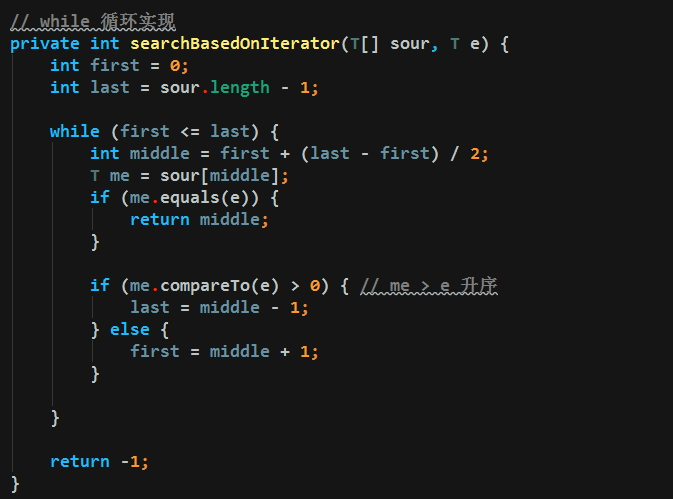 // while 循环实现
private int searchBasedOnIterator(T[] sour, T e) {
int first = 0;
int last = sour.length - 1;
while (first <= last) {
int middle = first + (last - first) / 2;
T me = sour[middle];
if (me.equals(e)) {
return middle;
}
if (me.compareTo(e) > 0) { // me > e 升序
last = middle - 1;
} else {
first = middle + 1;
}
}
return -1;
}